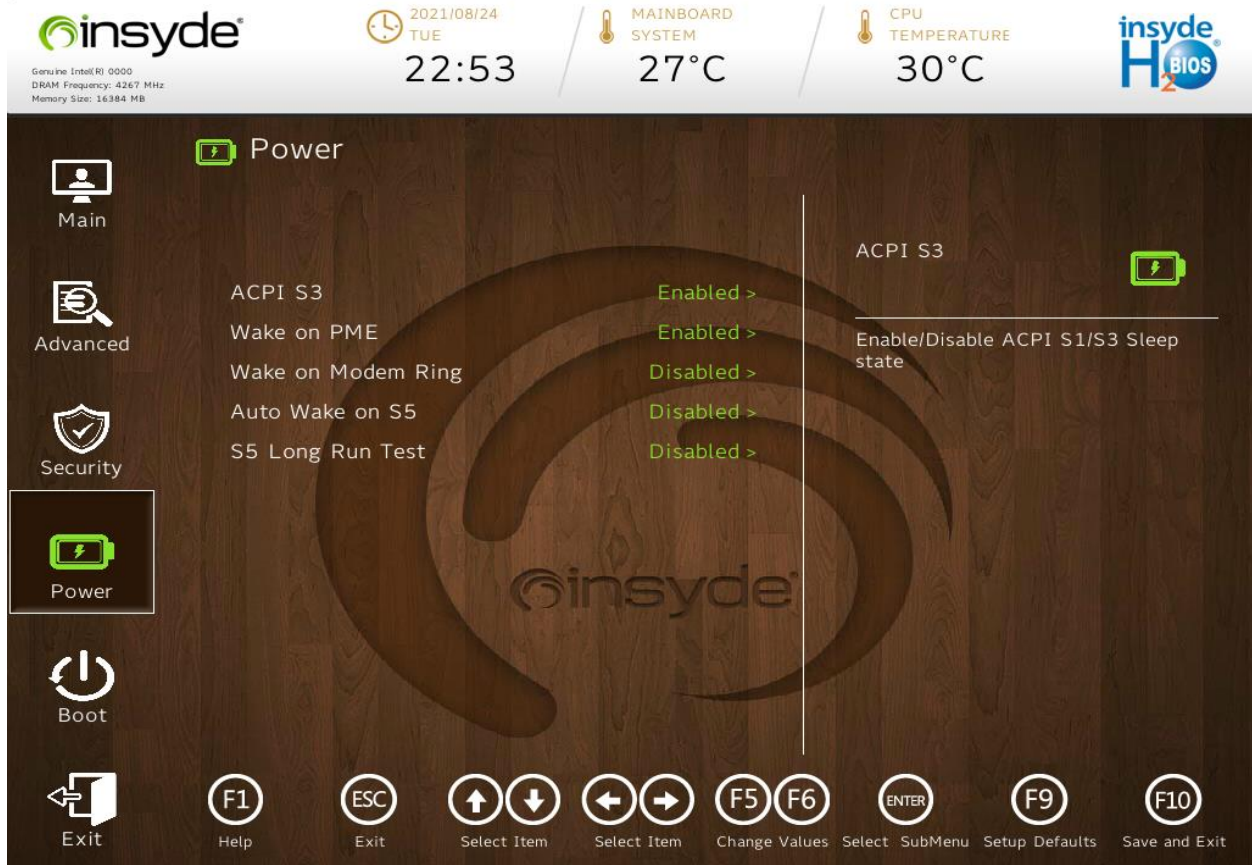 insyde®
Genuine Intel(R) 0000
DRAM Frequency: 4267 MHz
Memory Size: 16384 MB
2021/08/24
TUE
22:53
MAINBOARD
SYSTEM
27°C
CPU
TEMPERATURE
30°C
insyde®
H2BIOS
Main
Advanced
Security
Power
Boot
Exit
Power
ACPI S3 Enabled >
Wake on PME Enabled >
Wake on Modem Ring Disabled >
Auto Wake on S5 Disabled >
S5 Long Run Test Disabled >
insyde®
ACPI S3
Enable/Disable ACPI S1/S3 Sleep
state
F1 Help
ESC Exit
Select Item
Select Item
F5 F6 Change Values
ENTER Select SubMenu
F9 Setup Defaults
F10 Save and Exit